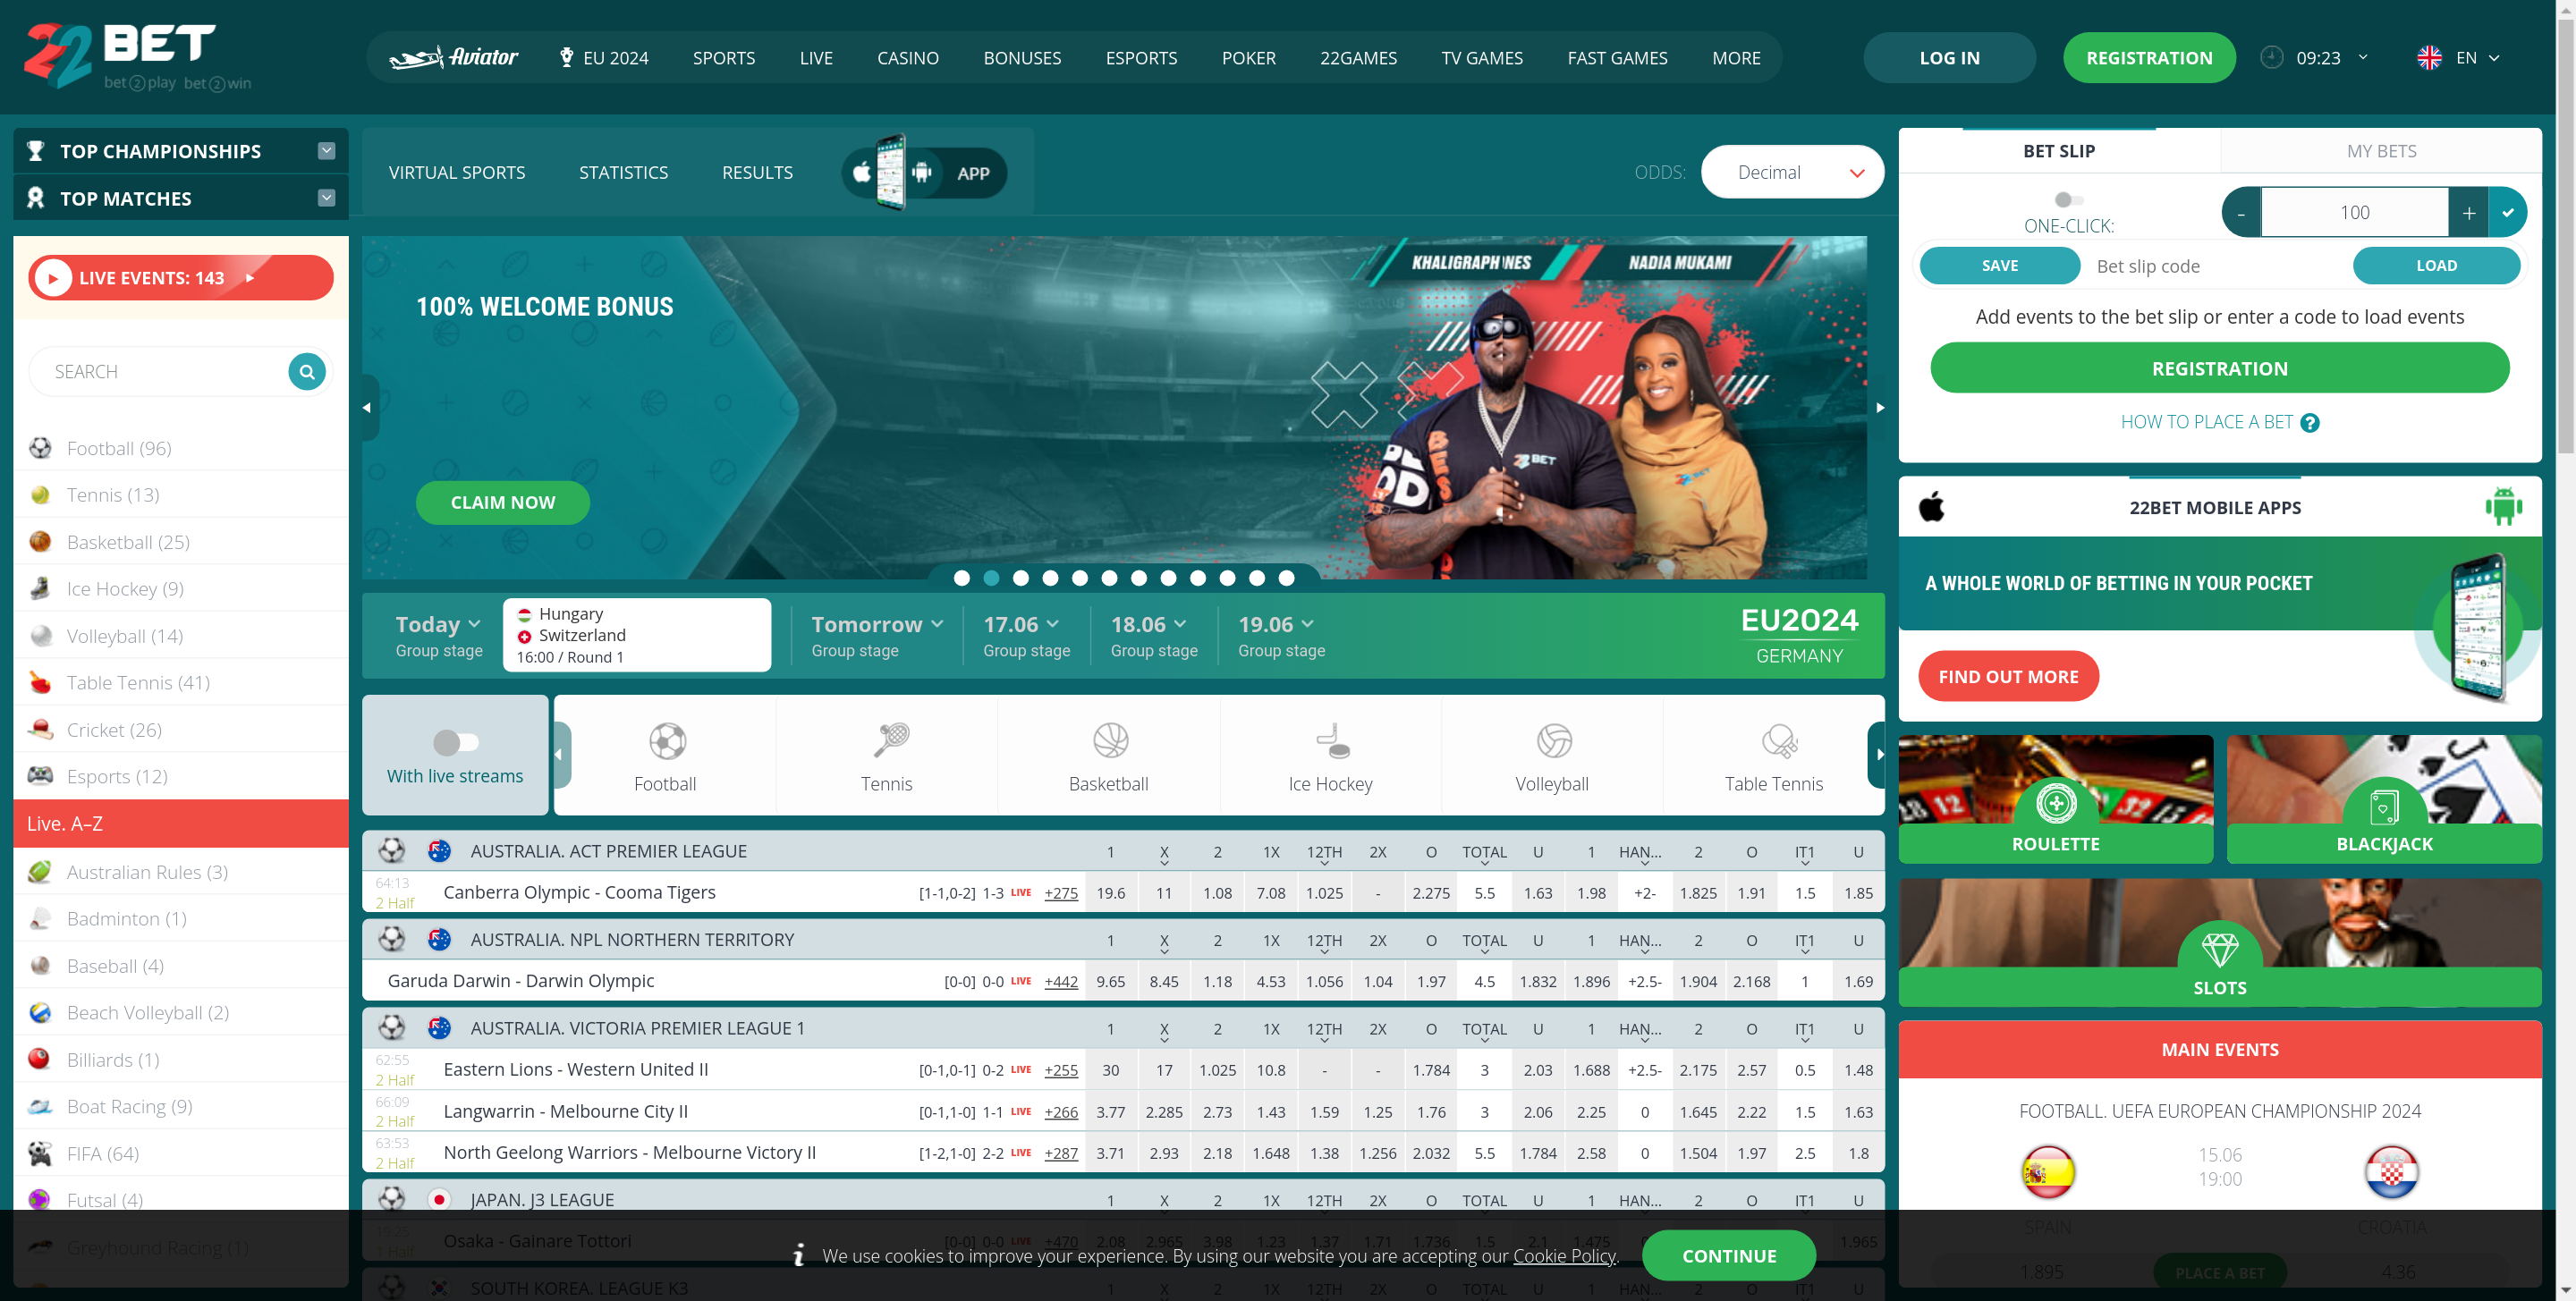 22 BET
bet 2 play bet 2 win
Aviator
EU 2024
SPORTS
LIVE
CASINO
BONUSES
ESPORTS
POKER
22GAMES
TV GAMES
FAST GAMES
MORE
LOG IN
REGISTRATION
09:23
EN
TOP CHAMPIONSHIPS
TOP MATCHES
LIVE EVENTS: 143
SEARCH
Football (96)
Tennis (13)
Basketball (25)
Ice Hockey (9)
Volleyball (14)
Table Tennis (41)
Cricket (26)
Esports (12)
Live. A–Z
Australian Rules (3)
Badminton (1)
Baseball (4)
Beach Volleyball (2)
Billiards (1)
Boat Racing (9)
FIFA (64)
Futsal (4)
Greyhound Racing (1)
VIRTUAL SPORTS
STATISTICS
RESULTS
APP
ODDS:
Decimal
100% WELCOME BONUS
NADIA MUKAMI
CLAIM NOW
Today
Group stage
Hungary
Switzerland
16:00 / Round 1
Tomorrow
Group stage
17.06
Group stage
18.06
Group stage
19.06
Group stage
EU2024
GERMANY
With live streams
Football
Tennis
Basketball
Ice Hockey
Volleyball
Table Tennis
AUSTRALIA. ACT PREMIER LEAGUE 1 X 2 1X 12TH 2X O TOTAL U 1 HAN... 2 O IT1 U
64:13
2 Half
Canberra Olympic - Cooma Tigers [1-1,0-2] 1-3 LIVE +275 19.6 11 1.08 7.08 1.025 - 2.275 5.5 1.63 1.98 +2- 1.825 1.91 1.5 1.85
AUSTRALIA. NPL NORTHERN TERRITORY 1 X 2 1X 12TH 2X O TOTAL U 1 HAN... 2 O IT1 U
Garuda Darwin - Darwin Olympic [0-0] 0-0 LIVE +442 9.65 8.45 1.18 4.53 1.056 1.04 1.97 4.5 1.832 1.896 +2.5- 1.904 2.168 1 1.69
AUSTRALIA. VICTORIA PREMIER LEAGUE 1 1 X 2 1X 12TH 2X O TOTAL U 1 HAN... 2 O IT1 U
62:55
2 Half
Eastern Lions - Western United II [0-1,0-1] 0-2 LIVE +255 30 17 1.025 10.8 - - 1.784 3 2.03 1.688 +2.5- 2.175 2.57 0.5 1.48
66:09
2 Half
Langwarrin - Melbourne City II [0-1,1-0] 1-1 LIVE +266 3.77 2.285 2.73 1.43 1.59 1.25 1.76 3 2.06 2.25 0 1.645 2.22 1.5 1.63
63:53
2 Half
North Geelong Warriors - Melbourne Victory II [1-2,1-0] 2-2 LIVE +287 3.71 2.93 2.18 1.648 1.38 1.256 2.032 5.5 1.784 2.58 0 1.504 1.97 2.5 1.8
JAPAN. J3 LEAGUE 1 X 2 1X 12TH 2X O TOTAL U 1 HAN... 2 O IT1 U
Osaka - Gainare Tottori [0-0] 0-0 LIVE +470 2.08 2.965 3.98 1.23 1.37 1.71 1.736 1.5 2.1 1.475 1.965
SOUTH KOREA. LEAGUE K3 1 X 2 1X 12TH 2X O TOTAL U 1 HAN... 2 O IT1 U
We use cookies to improve your experience. By using our website you are accepting our Cookie Policy.
CONTINUE
BET SLIP
MY BETS
ONE-CLICK:
- 100 +
SAVE
Bet slip code
LOAD
Add events to the bet slip or enter a code to load events
REGISTRATION
HOW TO PLACE A BET ?
22BET MOBILE APPS
A WHOLE WORLD OF BETTING IN YOUR POCKET
FIND OUT MORE
ROULETTE
BLACKJACK
SLOTS
MAIN EVENTS
FOOTBALL. UEFA EUROPEAN CHAMPIONSHIP 2024
15.06
19:00
SPAIN
CROATIA
1.895
PLACE A BET
4.36